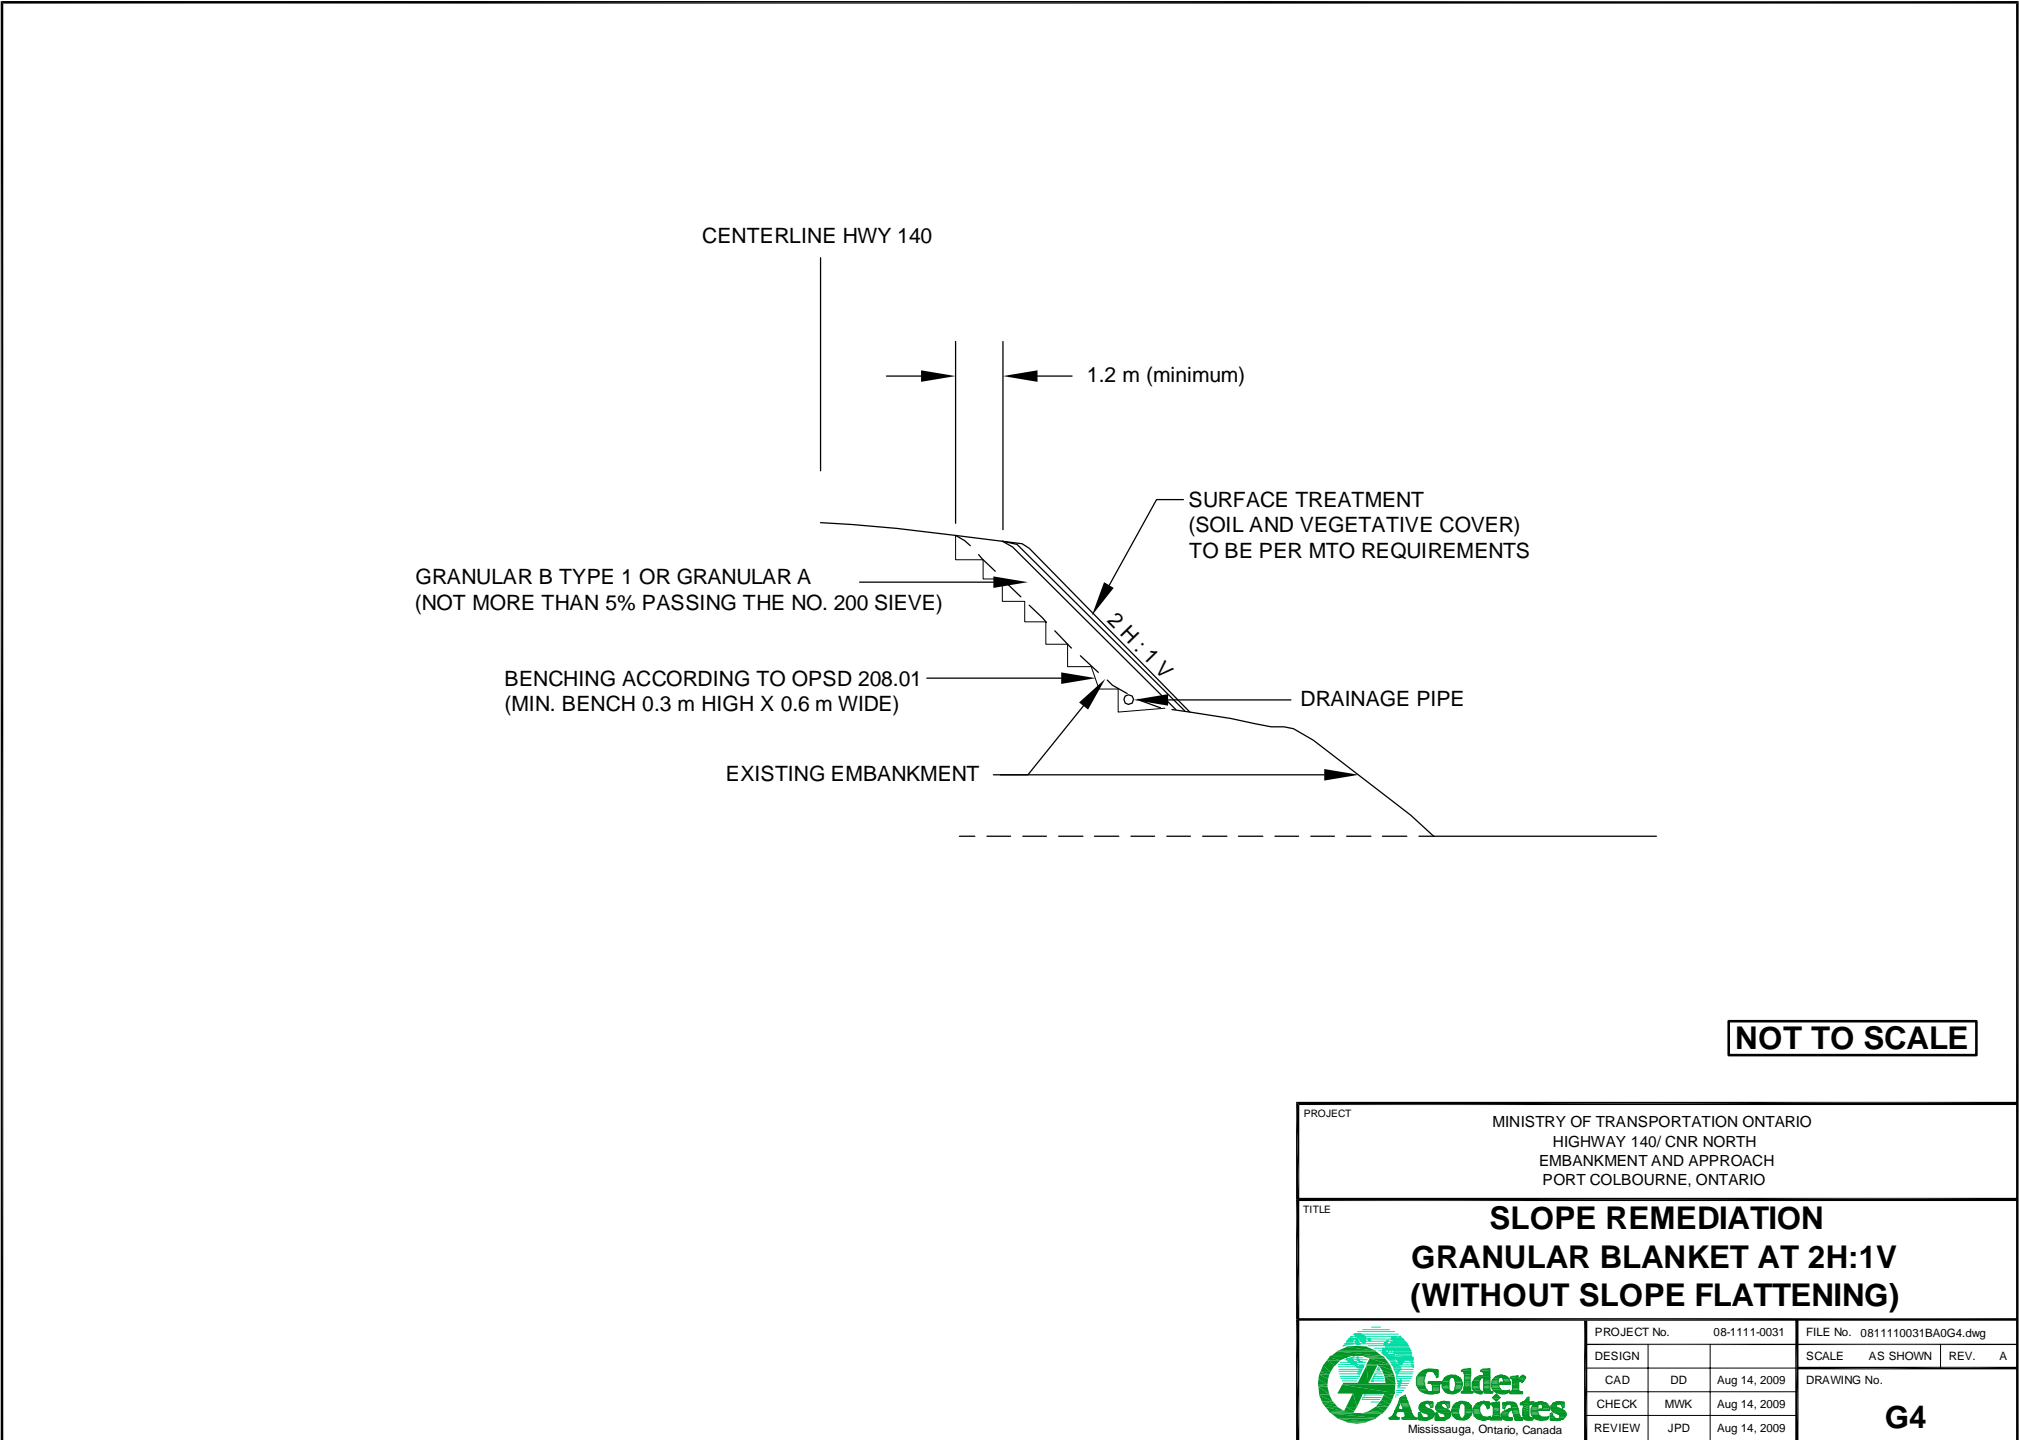 CENTERLINE HWY 140
1.2 m (minimum)
SURFACE TREATMENT
(SOIL AND VEGETATIVE COVER)
TO BE PER MTO REQUIREMENTS
GRANULAR B TYPE 1 OR GRANULAR A
(NOT MORE THAN 5% PASSING THE NO. 200 SIEVE)
2 H : 1 V
BENCHING ACCORDING TO OPSD 208.01
(MIN. BENCH 0.3 m HIGH X 0.6 m WIDE)
DRAINAGE PIPE
EXISTING EMBANKMENT
NOT TO SCALE
PROJECT
MINISTRY OF TRANSPORTATION ONTARIO
HIGHWAY 140/ CNR NORTH
EMBANKMENT AND APPROACH
PORT COLBOURNE, ONTARIO
TITLE
SLOPE REMEDIATION
GRANULAR BLANKET AT 2H:1V
(WITHOUT SLOPE FLATTENING)
Golder
Associates
Mississauga, Ontario, Canada
PROJECT No. 08-1111-0031
FILE No. 0811110031BA0G4.dwg
DESIGN
SCALE AS SHOWN REV. A
CAD DD Aug 14, 2009
DRAWING No.
CHECK MWK Aug 14, 2009
G4
REVIEW JPD Aug 14, 2009